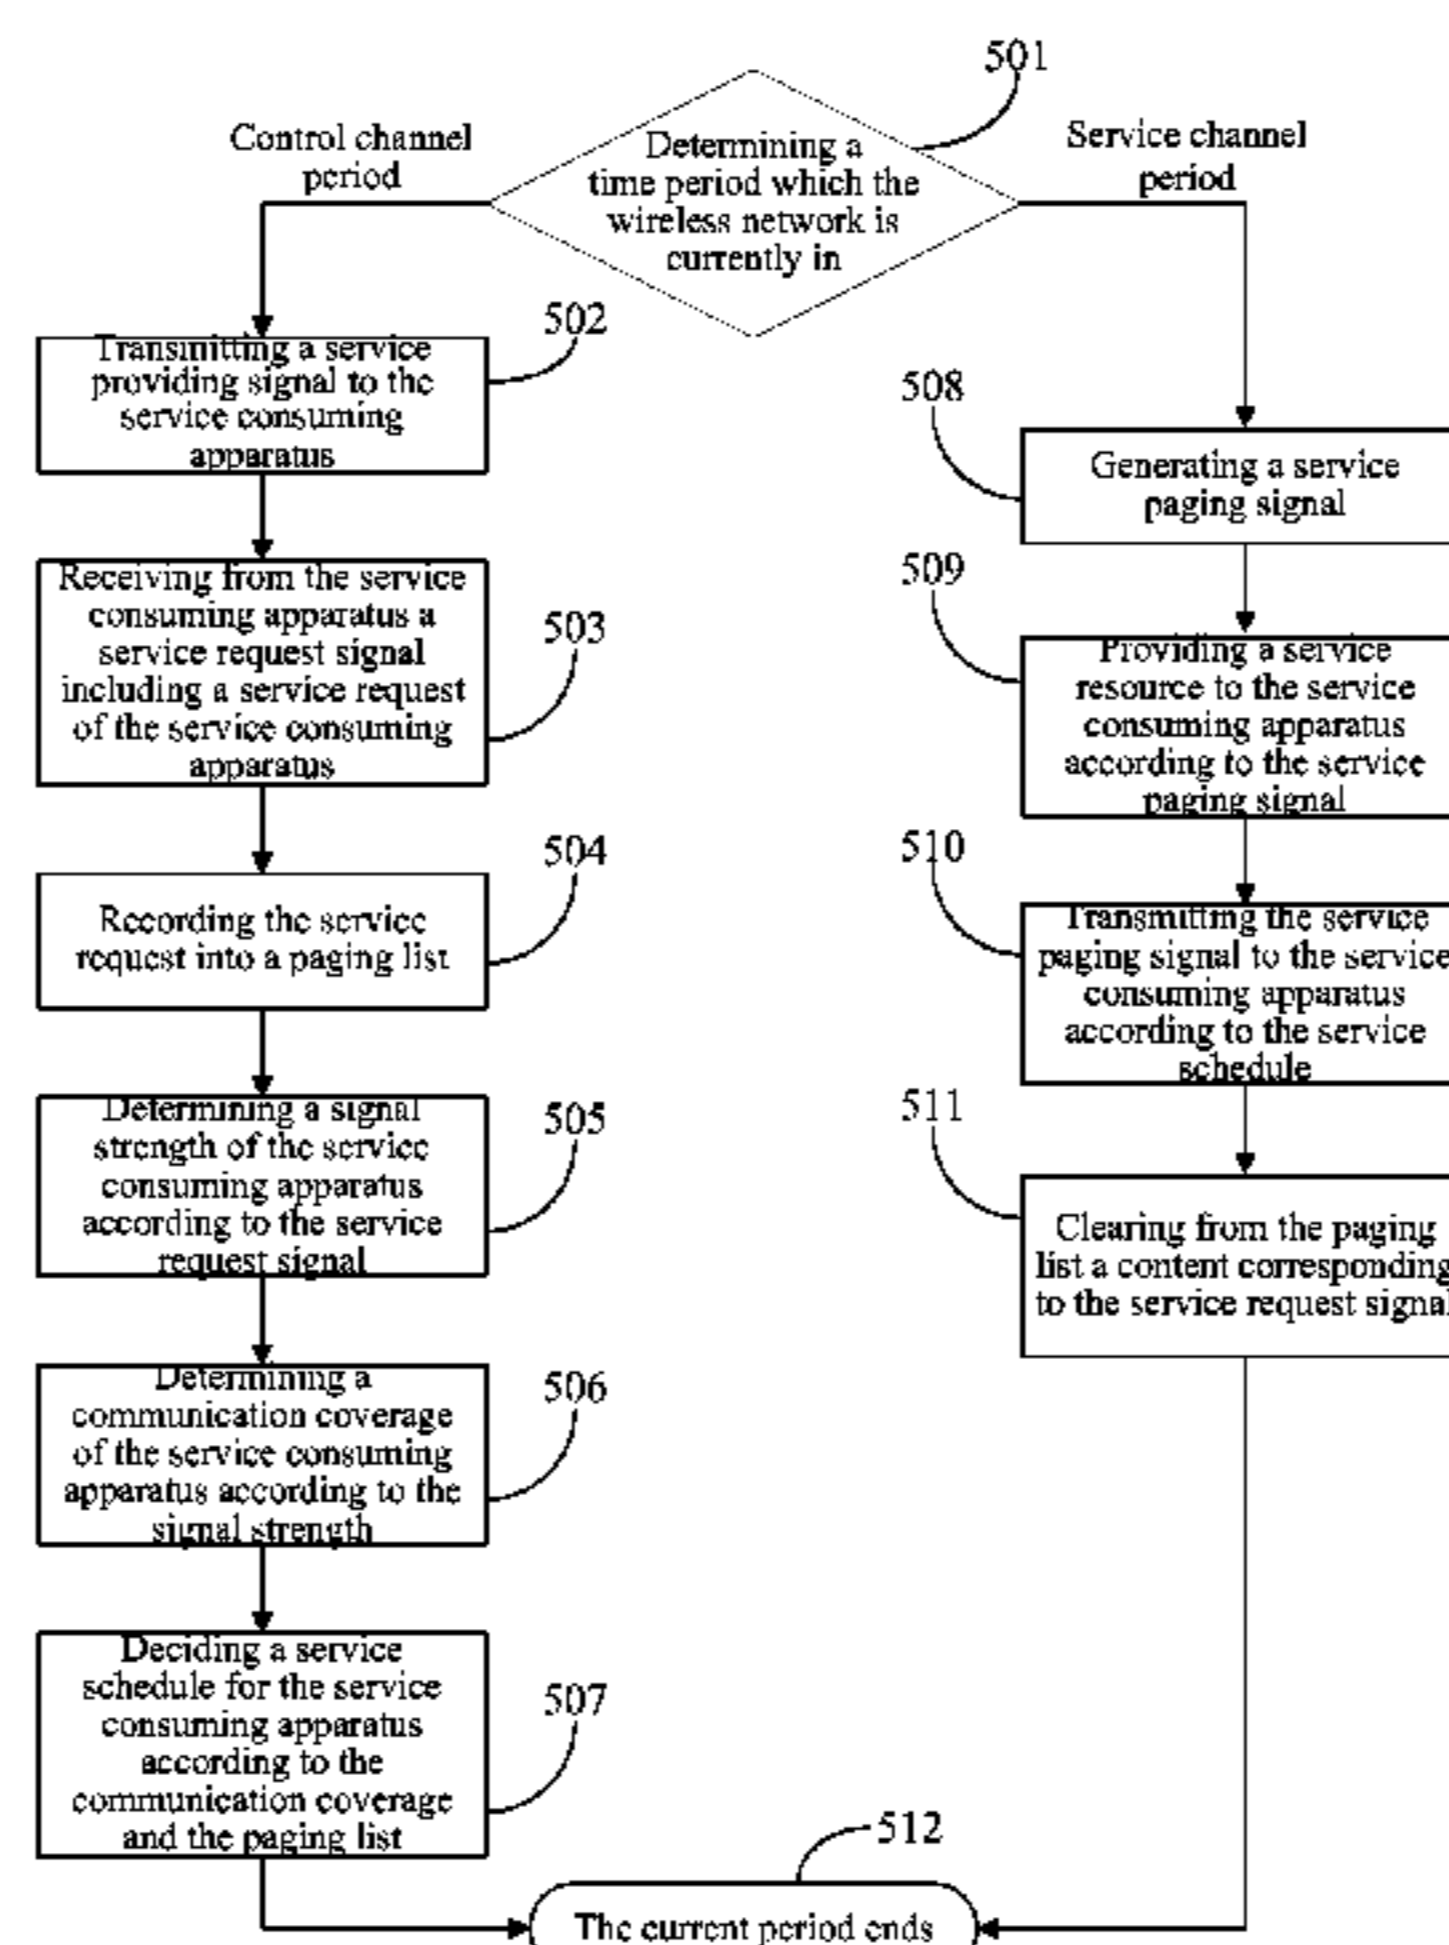 501
Determining a
time period which the
wireless network is
currently in
Control channel
period
Service channel
period
502
Transmitting a service
providing signal to the
service consuming
apparatus
503
Receiving from the service
consuming apparatus a
service request signal
including a service request
of the service consuming
apparatus
504
Recording the service
request into a paging list
505
Determining a signal
strength of the service
consuming apparatus
according to the service
request signal
506
Determining a
communication coverage
of the service consuming
apparatus according to the
signal strength
507
Deciding a service
schedule for the service
consuming apparatus
according to the
communication coverage
and the paging list
508
Generating a service
paging signal
509
Providing a service
resource to the service
consuming apparatus
according to the service
paging signal
510
Transmitting the service
paging signal to the service
consuming apparatus
according to the service
schedule
511
Clearing from the paging
list a content corresponding
to the service request signal
512
The current period ends